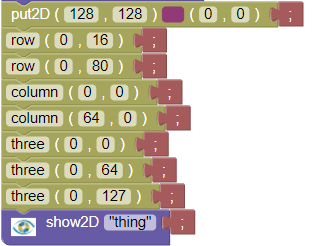 put2D ( 128 , 128 ) ( 0 , 0 ) ;
row ( 0 , 16 ) ;
row ( 0 , 80 ) ;
column ( 0 , 0 ) ;
column ( 64 , 0 ) ;
three ( 0 , 0 ) ;
three ( 0 , 64 ) ;
three ( 0 , 127 ) ;
show2D "thing" ;